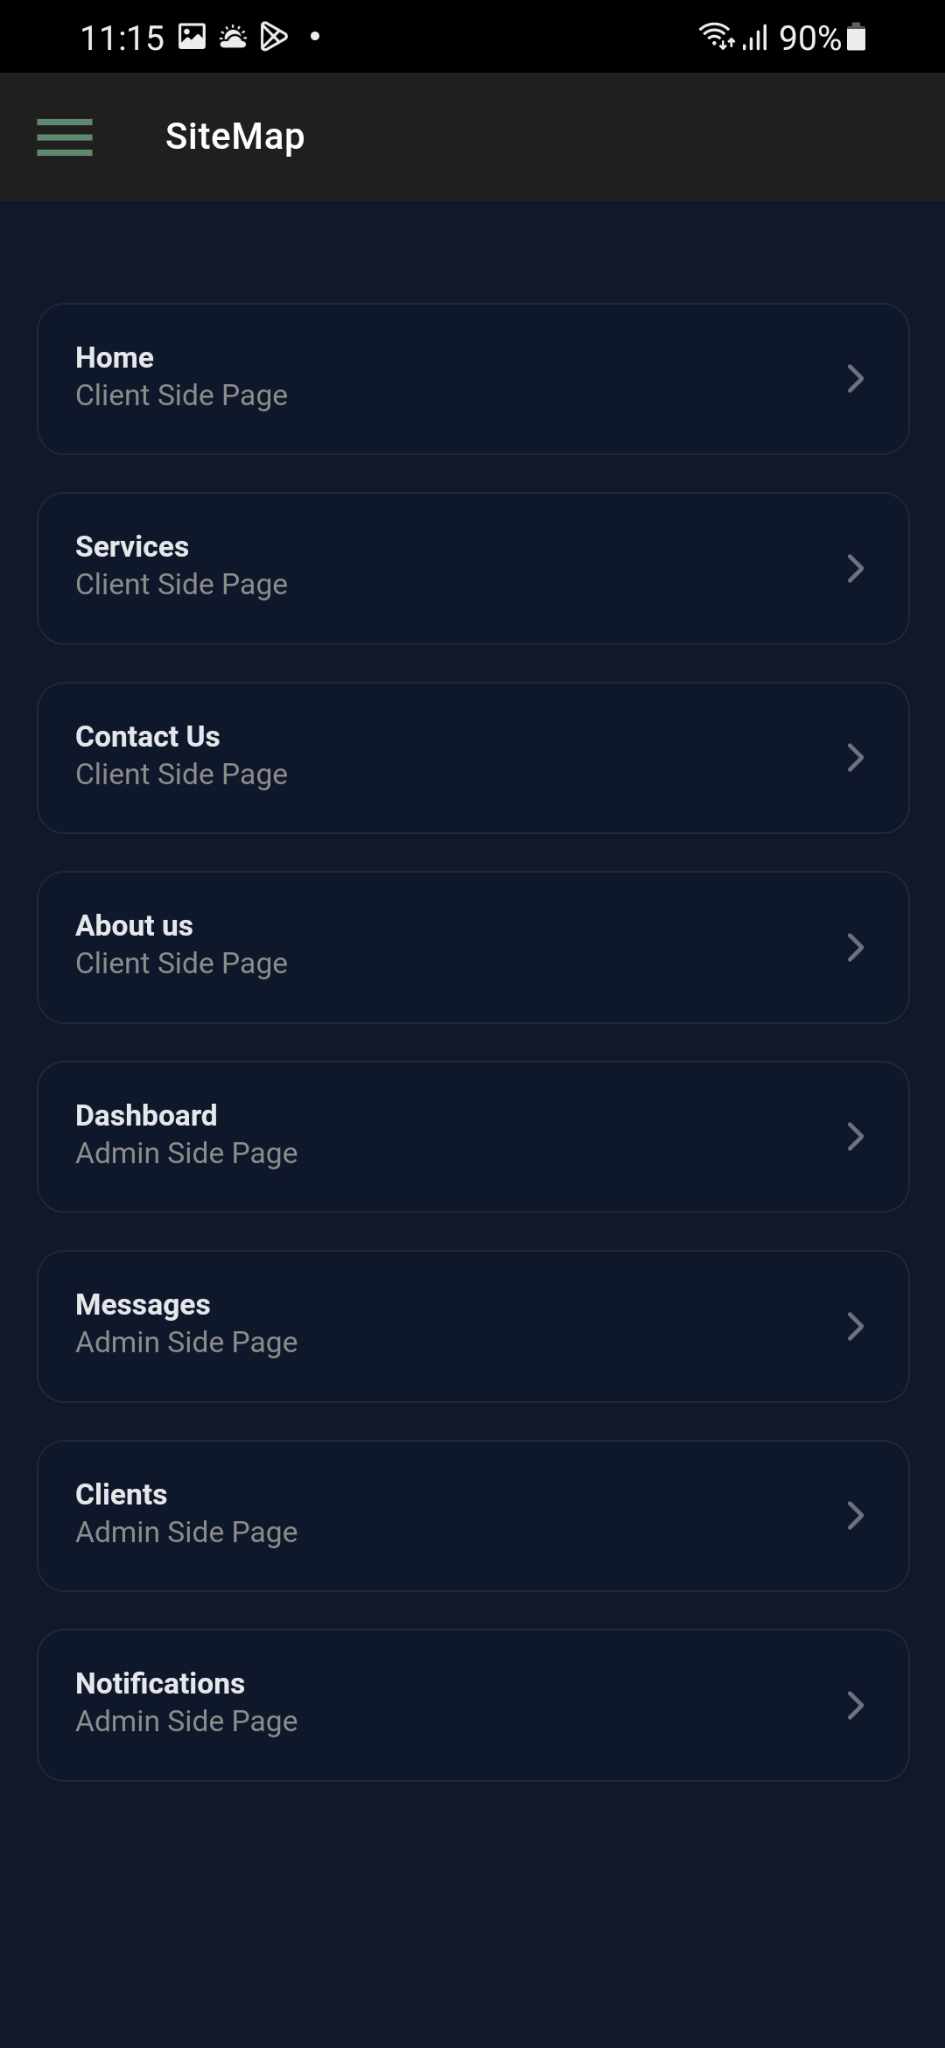 11:15
90%
SiteMap
Home
Client Side Page
Services
Client Side Page
Contact Us
Client Side Page
About us
Client Side Page
Dashboard
Admin Side Page
Messages
Admin Side Page
Clients
Admin Side Page
Notifications
Admin Side Page